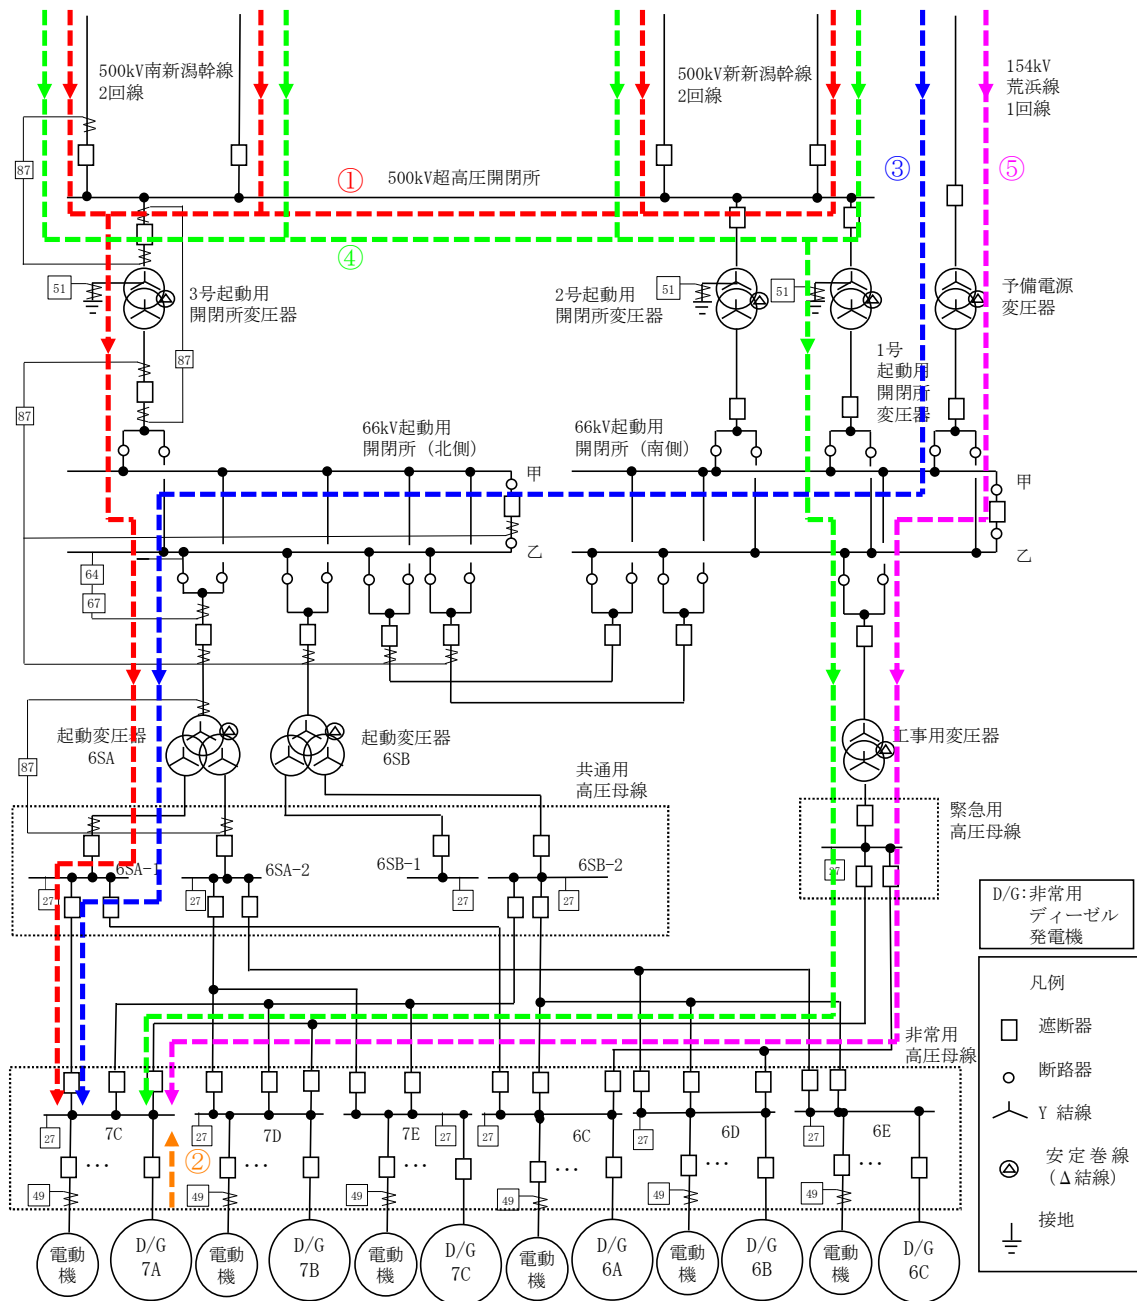 500kV南新潟幹線
2回線
500kV新新潟幹線
2回線
154kV
荒浜線
1回線
87
①
500kV超高圧開閉所
③
⑤
④
51
3号起動用
開閉所変圧器
2号起動用
開閉所変圧器
51
51
予備電源
変圧器
87
1号
起動用
開閉所
変圧器
87
66kV起動用
開閉所（北側）
66kV起動用
開閉所（南側）
甲
甲
乙
乙
64
67
起動変圧器
6SA
起動変圧器
6SB
工事用変圧器
87
共通用
高圧母線
緊急用
高圧母線
6SA-1
6SA-2
6SB-1
6SB-2
27
27
27
27
27
D/G:非常用
ディーゼル
発電機
凡例
遮断器
断路器
Y 結線
安定巻線
(Δ結線)
接地
非常用
高圧母線
27
7C
27
7D
7E
27
27
6C
27
6D
27
6E
②
…
…
…
…
…
…
49
49
49
49
49
49
電動
機
D/G
7A
電動
機
D/G
7B
電動
機
D/G
7C
電動
機
D/G
6A
電動
機
D/G
6B
電動
機
D/G
6C